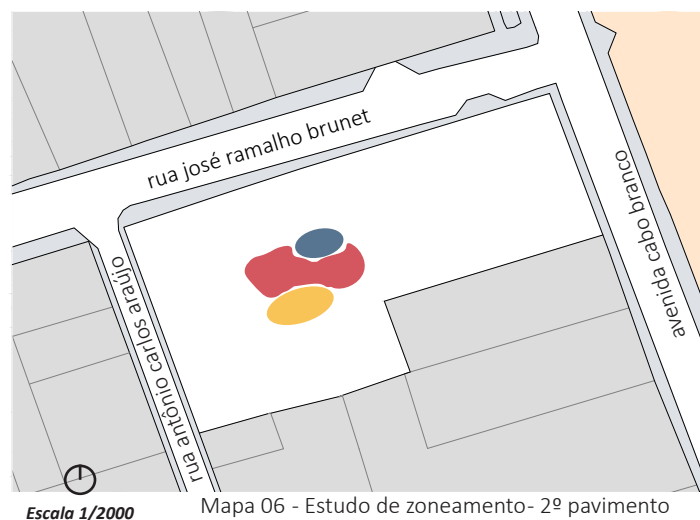 rua josé ramalho brunet
avenida cabo branco
rua antônio carlos araújo
Escala 1/2000
Mapa 06 - Estudo de zoneamento- 2º pavimento